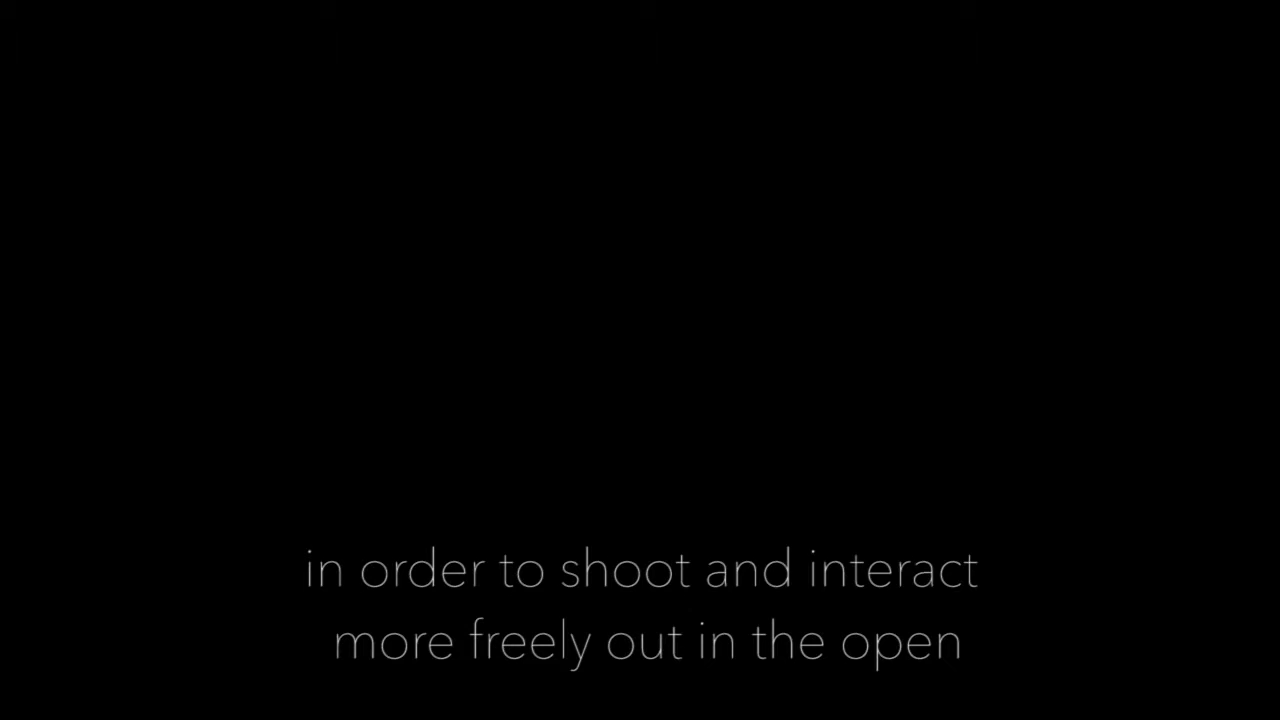 in order to shoot and interact
more freely out in the open